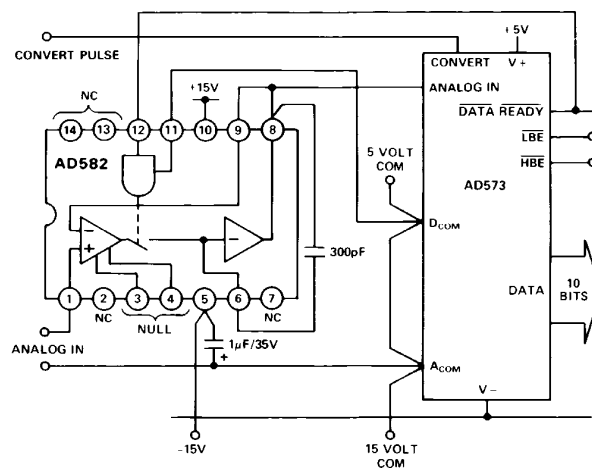 CONVERT PULSE
CONVERT
+5V
V+
ANALOG IN
DATA READY
LBE
HBE
AD573
NC
+15V
14
13
12
11
10
9
8
AD582
5 VOLT
COM
DCOM
300pF
DATA
10
BITS
1
2
3
4
5
6
7
NC
NULL
NC
1μF/35V
+
ANALOG IN
ACOM
V−
-15V
15 VOLT
COM